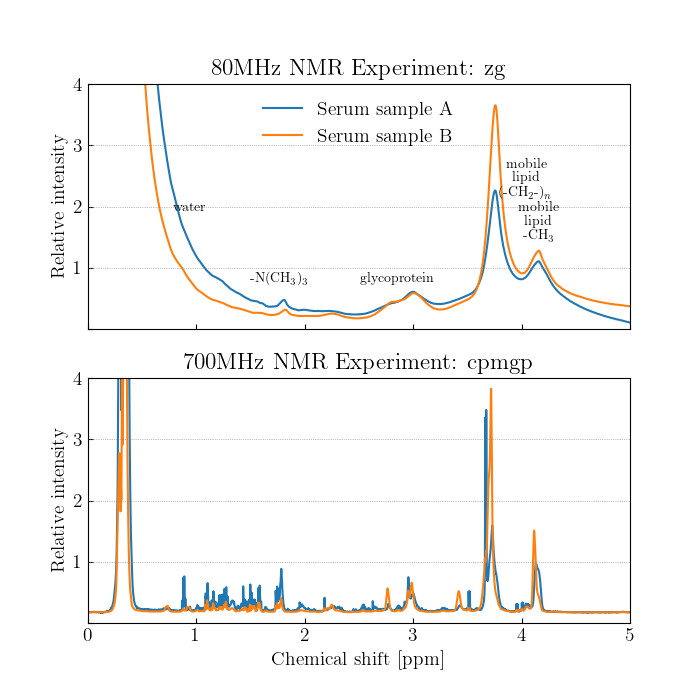 80MHz NMR Experiment: zg
Relative intensity
4
3
2
1
Serum sample A
Serum sample B
water
-N(CH₃)₃
glycoprotein
mobile
lipid
(-CH₂-)ₙ
mobile
lipid
-CH₃
700MHz NMR Experiment: cpmgp
Relative intensity
4
3
2
1
0 1 2 3 4 5
Chemical shift [ppm]